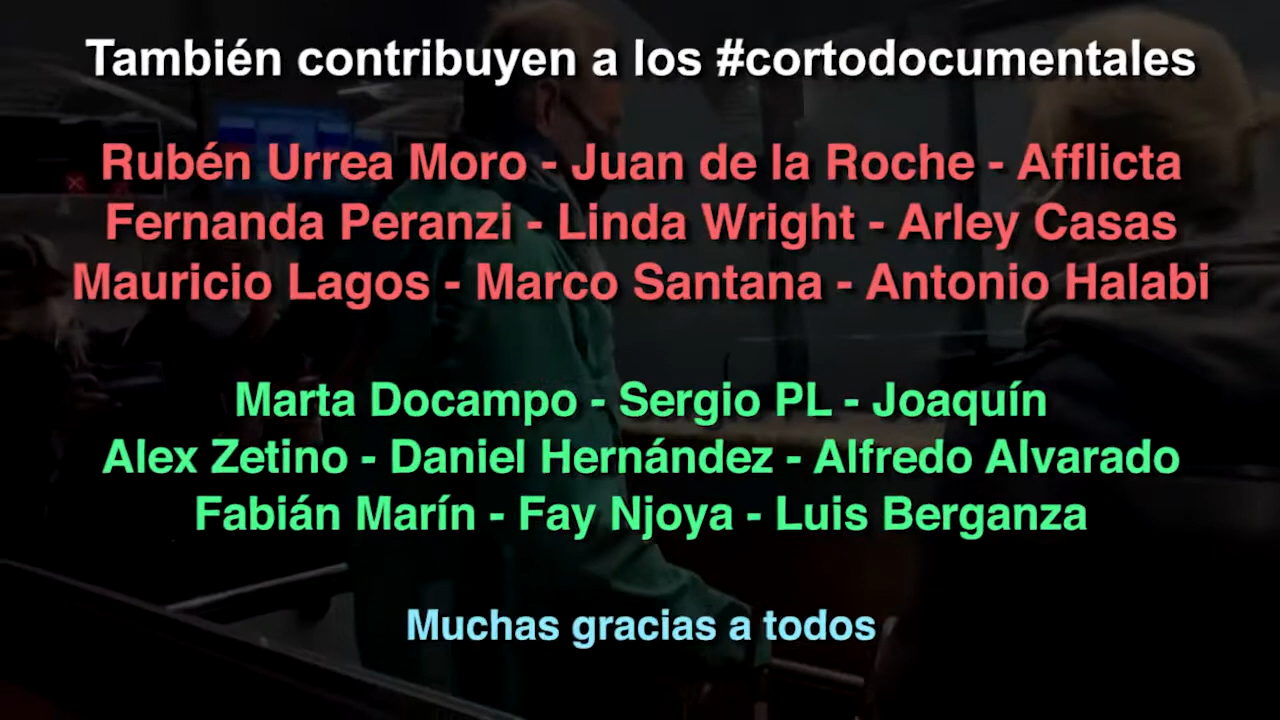 También contribuyen a los #cortodocumentales
Rubén Urrea Moro - Juan de la Roche - Afflicta
Fernanda Peranzi - Linda Wright - Arley Casas
Mauricio Lagos - Marco Santana - Antonio Halabi
Marta Docampo - Sergio PL - Joaquín
Alex Zetino - Daniel Hernández - Alfredo Alvarado
Fabián Marín - Fay Njoya - Luis Berganza
Muchas gracias a todos